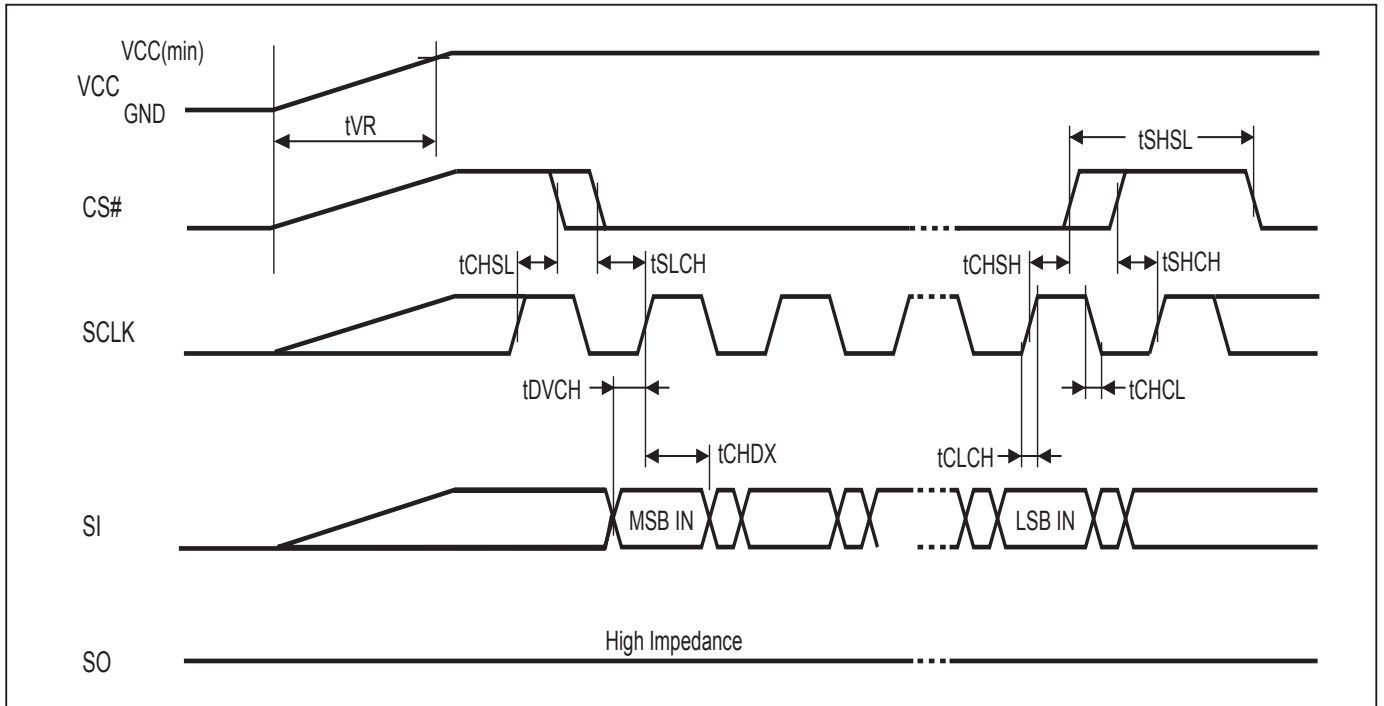 VCC(min)
VCC
GND
tVR
tSHSL
CS#
tCHSL
tSLCH
tCHSH
tSHCH
SCLK
tDVCH
tCHCL
tCHDX
tCLCH
SI
MSB IN
LSB IN
High Impedance
SO